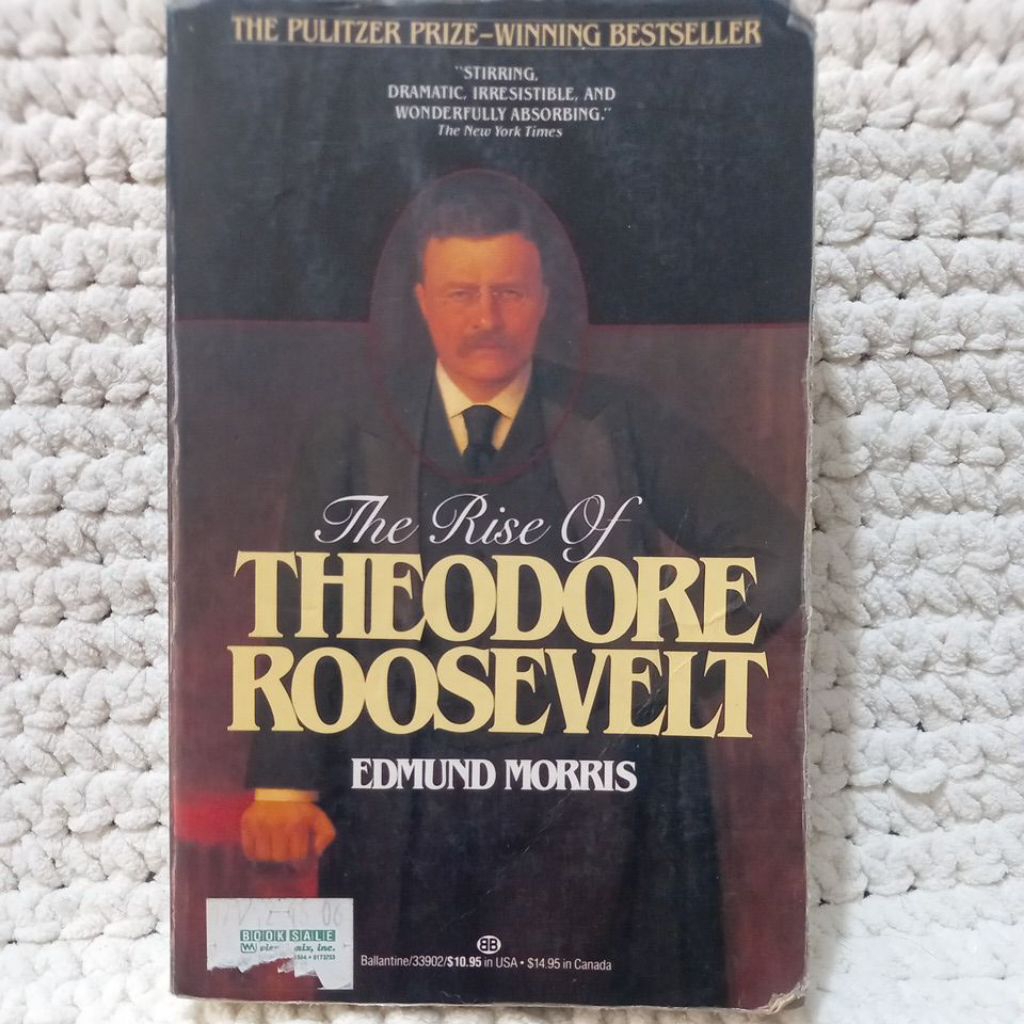 THE PULITZER PRIZE-WINNING BESTSELLER
"STIRRING,
DRAMATIC, IRRESISTIBLE, AND
WONDERFULLY ABSORBING."
The New York Times
The Rise Of
THEODORE
ROOSEVELT
EDMUND MORRIS
BOOK SALE
inc.
BB
Ballantine/33902/$10.95 in USA • $14.95 in Canada